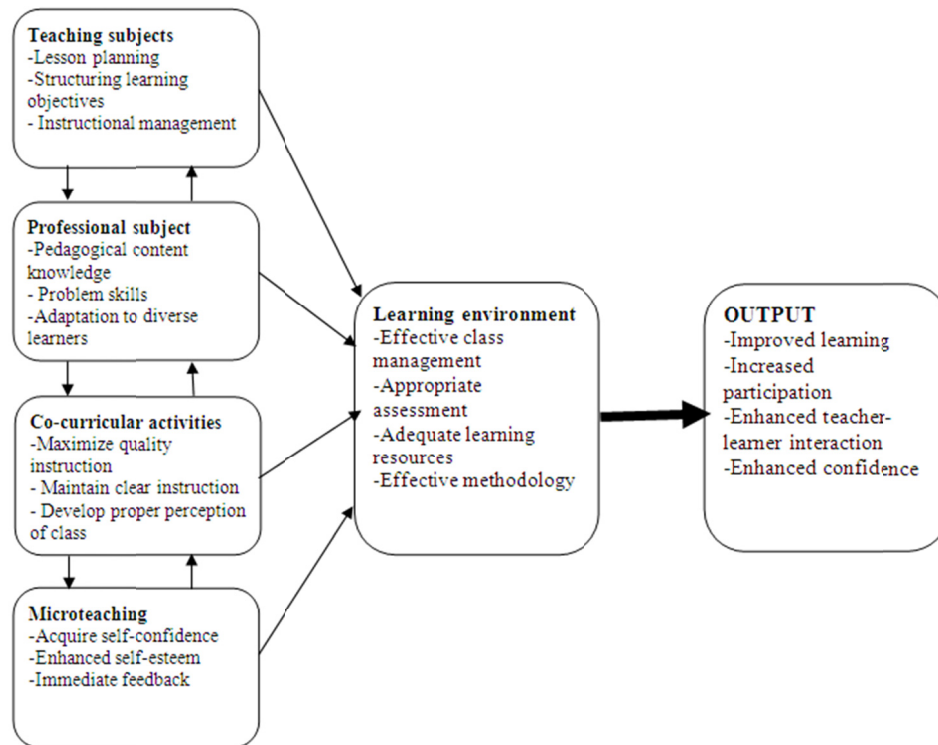 Teaching subjects
-Lesson planning
-Structuring learning
objectives
- Instructional management
Professional subject
-Pedagogical content
knowledge
- Problem skills
-Adaptation to diverse
learners
Co-curricular activities
-Maximize quality
instruction
- Maintain clear instruction
- Develop proper perception
of class
Microteaching
-Acquire self-confidence
-Enhanced self-esteem
-Immediate feedback
Learning environment
-Effective class
management
-Appropriate
assessment
-Adequate learning
resources
-Effective methodology
OUTPUT
-Improved learning
-Increased
participation
-Enhanced teacher-
learner interaction
-Enhanced confidence